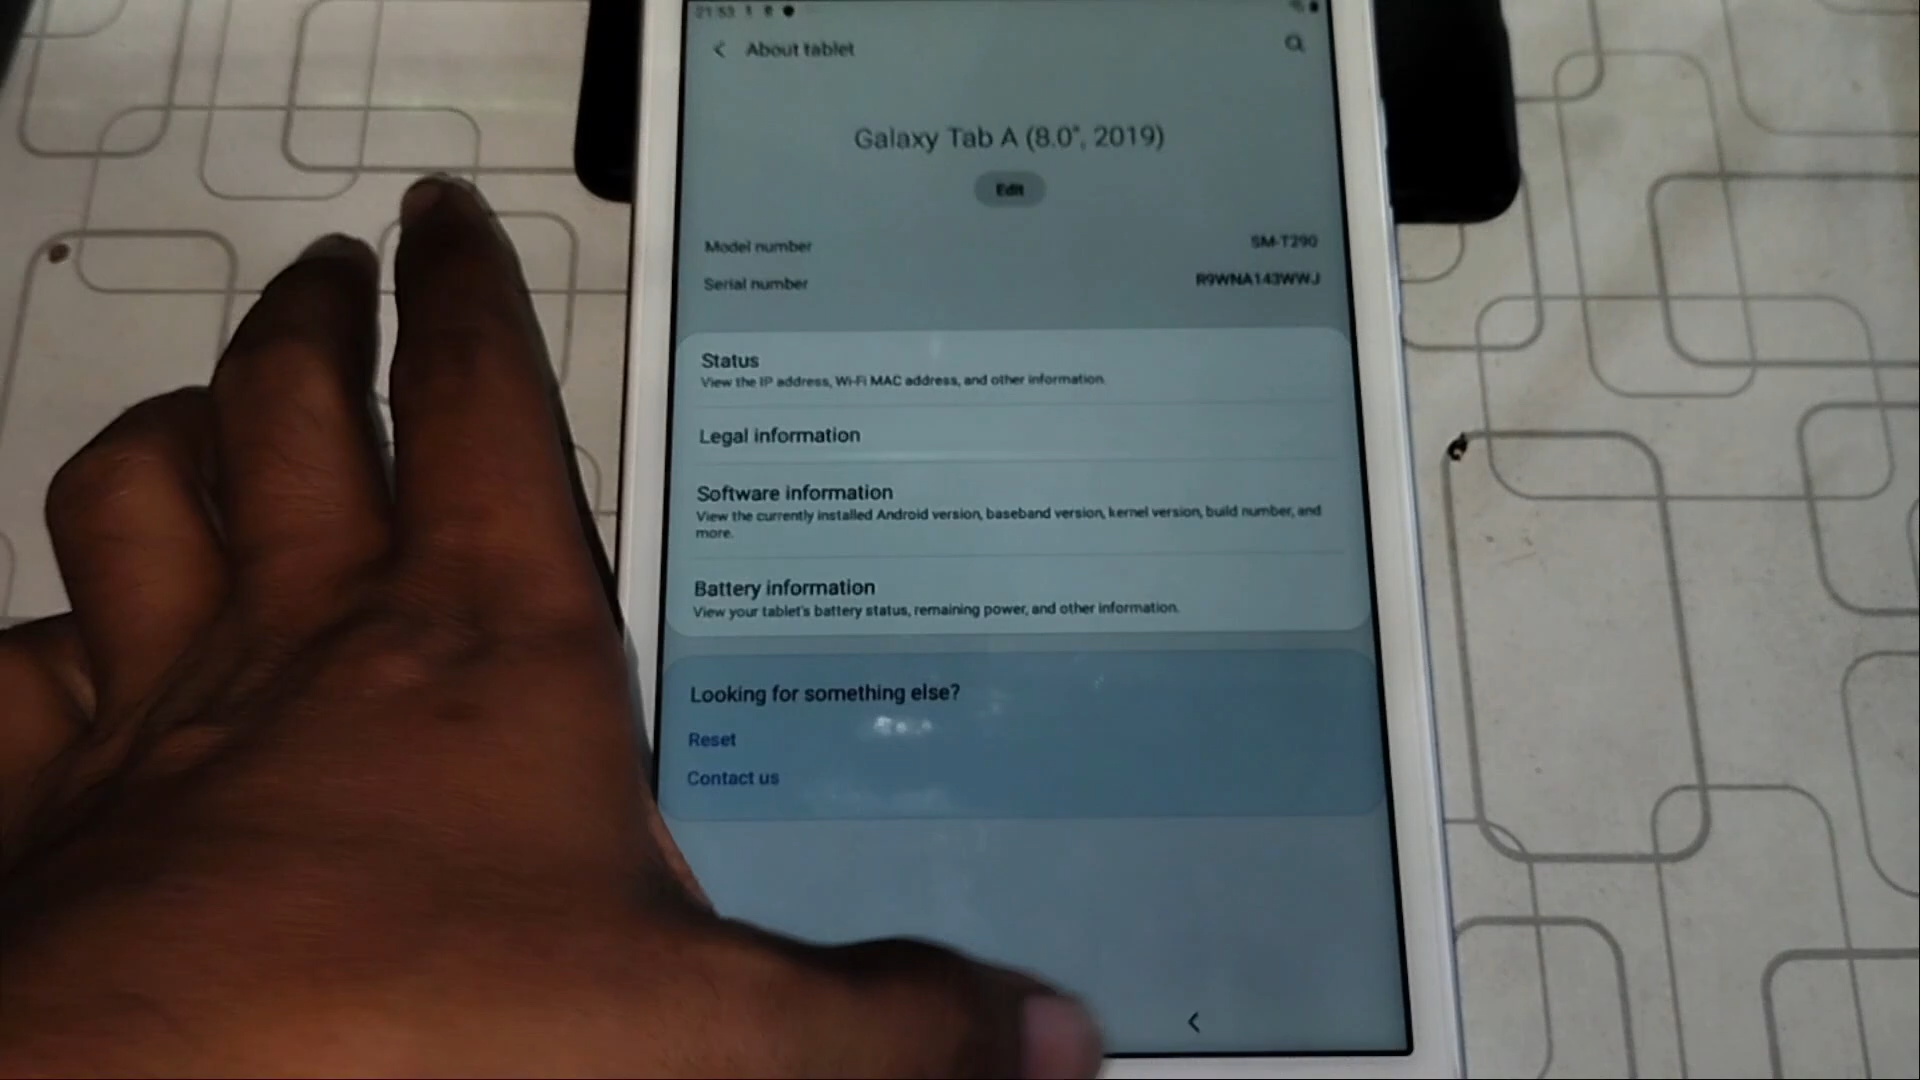 21:53
About tablet
Galaxy Tab A (8.0", 2019)
Edit
Model number SM-T290
Serial number R9WNA143WWJ
Status
View the IP address, Wi-Fi MAC address, and other information.
Legal information
Software information
View the currently installed Android version, baseband version, kernel version, build number, and
more.
Battery information
View your tablet's battery status, remaining power, and other information.
Looking for something else?
Reset
Contact us